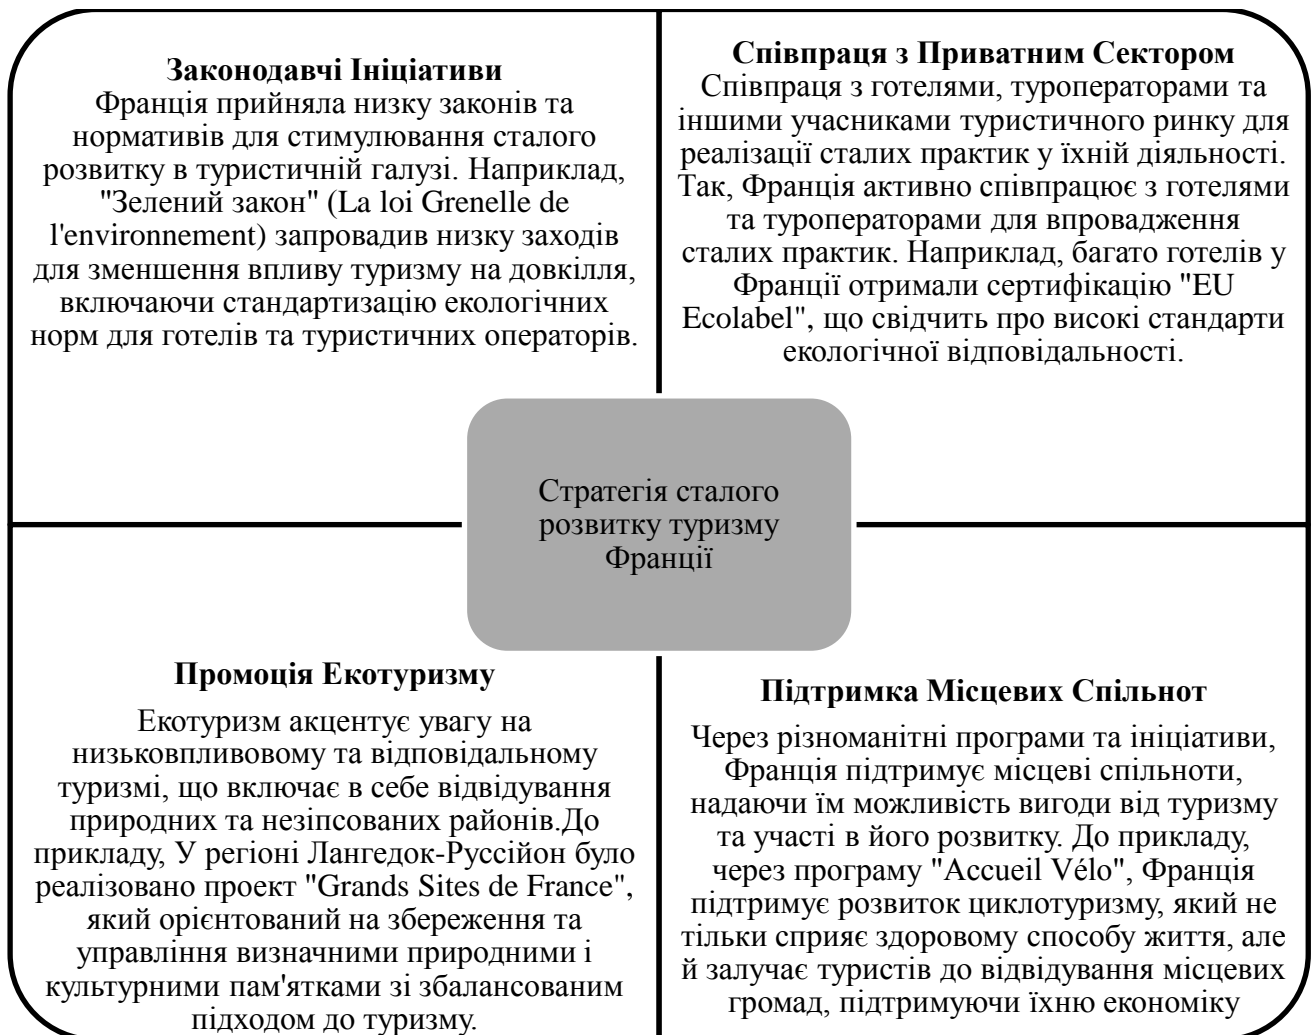 Законодавчі Ініціативи
Франція прийняла низку законів та
нормативів для стимулювання сталого
розвитку в туристичній галузі. Наприклад,
"Зелений закон" (La loi Grenelle de
l'environnement) запровадив низку заходів
для зменшення впливу туризму на довкілля,
включаючи стандартизацію екологічних
норм для готелів та туристичних операторів.
Співпраця з Приватним Сектором
Співпраця з готелями, туроператорами та
іншими учасниками туристичного ринку для
реалізації сталих практик у їхній діяльності.
Так, Франція активно співпрацює з готелями
та туроператорами для впровадження
сталих практик. Наприклад, багато готелів у
Франції отримали сертифікацію "EU
Ecolabel", що свідчить про високі стандарти
екологічної відповідальності.
Стратегія сталого
розвитку туризму
Франції
Промоція Екотуризму
Екотуризм акцентує увагу на
низьковпливовому та відповідальному
туризмі, що включає в себе відвідування
природних та незіпсованих районів.До
прикладу, У регіоні Лангедок-Руссійон було
реалізовано проект "Grands Sites de France",
який орієнтований на збереження та
управління визначними природними і
культурними пам'ятками зі збалансованим
підходом до туризму.
Підтримка Місцевих Спільнот
Через різноманітні програми та ініціативи,
Франція підтримує місцеві спільноти,
надаючи їм можливість вигоди від туризму
та участі в його розвитку. До прикладу,
через програму "Accueil Vélo", Франція
підтримує розвиток циклотуризму, який не
тільки сприяє здоровому способу життя, але
й залучає туристів до відвідування місцевих
громад, підтримуючи їхню економіку